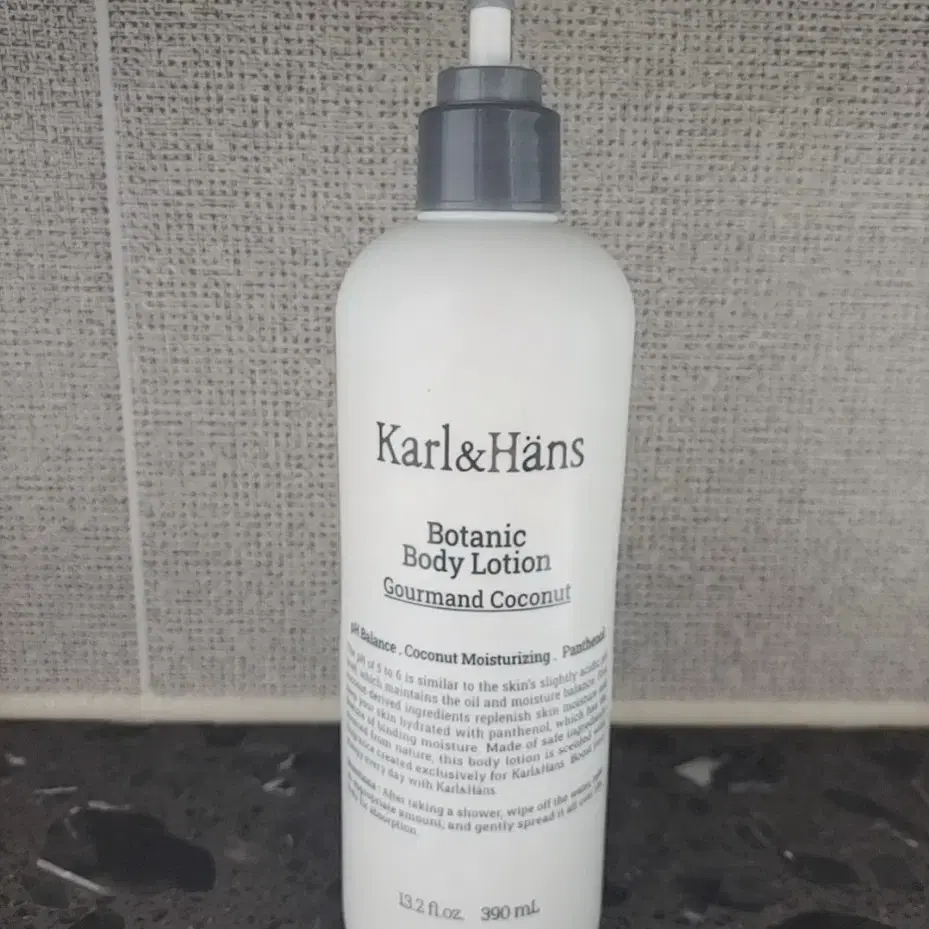 Karl&Häns
Botanic
Body Lotion
Gourmand Coconut
pH Balance . Coconut Moisturizing . Panthenol
The pH of 5 to 6 is similar to the skin's slightly acidic pH
which maintains the oil and moisture balance.
derived ingredients replenish skin moisture and
your skin hydrated with panthenol, which has
of binding moisture. Made of safe ingredients
from nature, this body lotion is scented with
created exclusively for Karl&Häns.
every day with Karl&Häns.
After taking a shower, wipe off the water,
appropriate amount, and gently spread it all over
absorption.
13.2 fl.oz. 390 mL